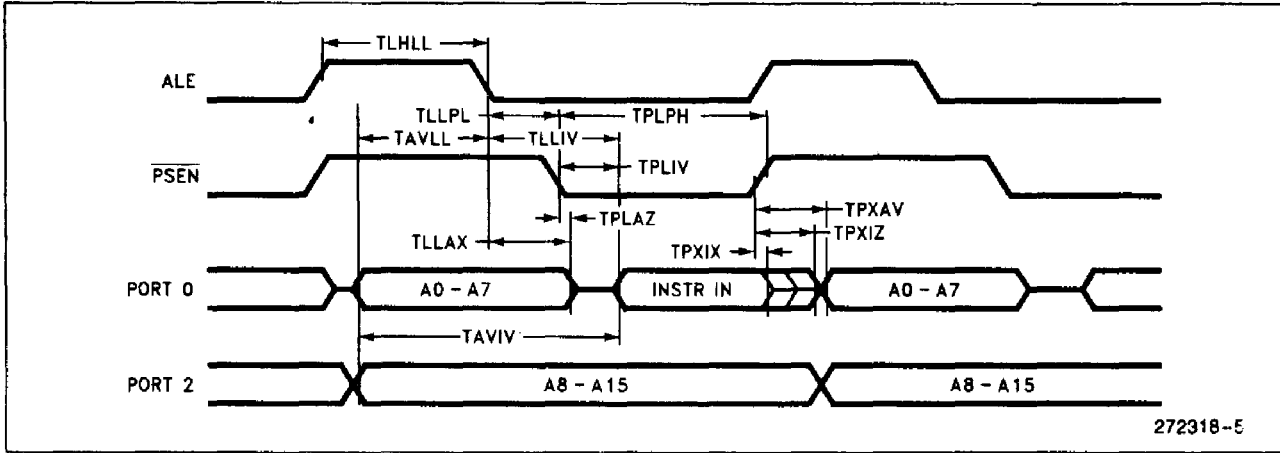 TLHLL
ALE
TLLPL TPLPH
TAVLL TLLIV
PSEN TPLIV
TPLAZ TPXAV
TLLAX TPXIZ
TPXIX
PORT 0 A0 - A7 INSTR IN A0 - A7
TAVIV
PORT 2 A8 - A15 A8 - A15
272318-5